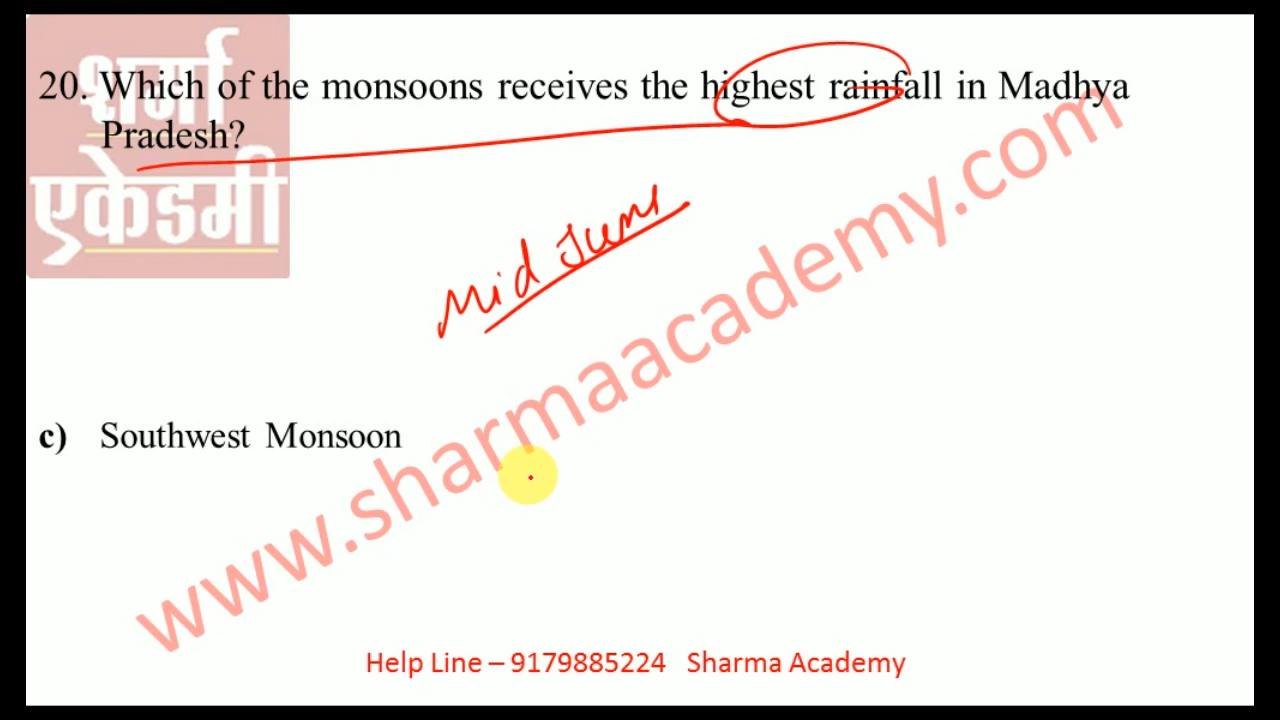 शर्मा
एकेडमी
20. Which of the monsoons receives the highest rainfall in Madhya
Pradesh?
Mid June
c) Southwest Monsoon
www.sharmaacademy.com
Help Line – 9179885224 Sharma Academy